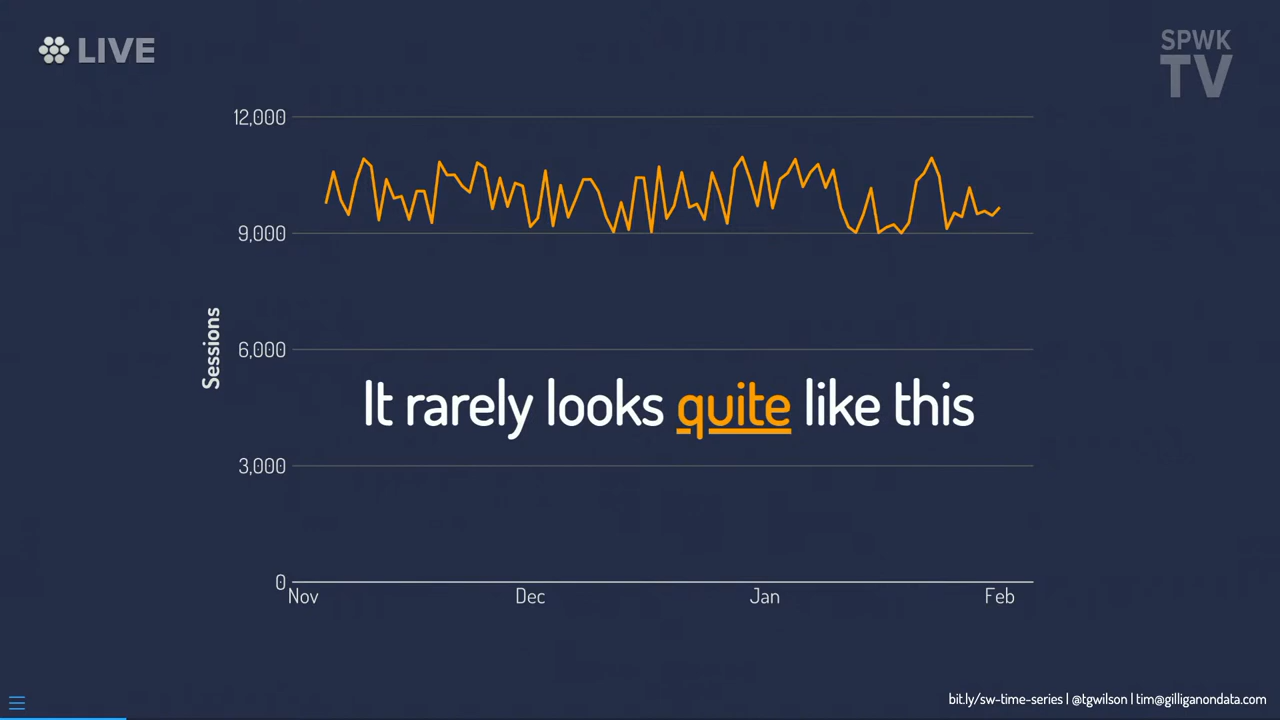 LIVE
SPWK
TV
12,000
9,000
6,000
3,000
0
Sessions
It rarely looks quite like this
Nov Dec Jan Feb
bit.ly/sw-time-series | @tgwilson | tim@gilliganondata.com